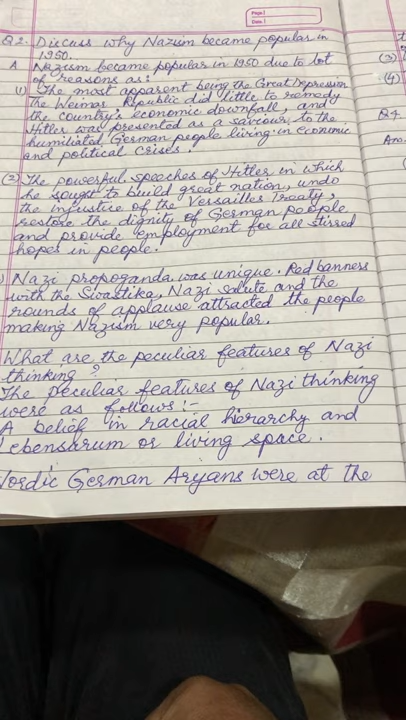 Page:
Date:
Q2. Discuss why Nazism became popular in
1950.
A Nazism became popular in 1950 due to lot
of reasons as:
(1) The most apparent being the Great Depression
The Weimar Republic did little to remedy
the country's economic downfall, and
Hitler was presented as a saviour to the
humiliated German people living in economic
and political crises.
(2) The powerful speeches of Hitler in which
he sought to build great nation, undo
the injustice of the Versailles Treaty,
restore the dignity of German people
and provide employment for all stirred
hopes in people.
) Nazi propoganda was unique. Red banners
with the Swastika, Nazi salute and the
rounds of applause attracted the people
making Nazism very popular.
What are the peculiar features of Nazi
thinking?
The peculiar features of Nazi thinking
were as follows:-
A belief in racial hierarchy and
lebensarum or living space.
Nordic German Aryans were at the
(3)
(4)
Q4.
Ans.